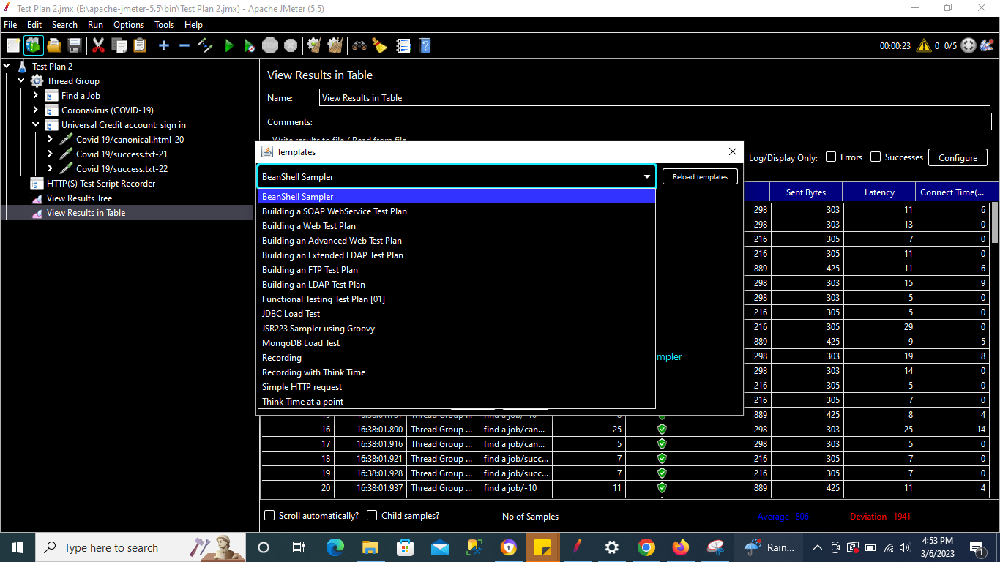 Test Plan 2.jmx (E:\apache-jmeter-5.5\bin\Test Plan 2.jmx) - Apache JMeter (5.5)
File Edit Search Run Options Tools Help
STOP
00:00:23 0 0/5
Test Plan 2
Thread Group
Find a Job
Coronavirus (COVID-19)
Universal Credit account: sign in
Covid 19/canonical.html-20
Covid 19/success.txt-21
Covid 19/success.txt-22
HTTP(S) Test Script Recorder
View Results Tree
View Results in Table
View Results in Table
Name: View Results in Table
Comments:
Write results to file / Read from file
Log/Display Only: Errors Successes Configure
Templates
BeanShell Sampler Reload templates
BeanShell Sampler
Building a SOAP WebService Test Plan
Building a Web Test Plan
Building an Advanced Web Test Plan
Building an Extended LDAP Test Plan
Building an FTP Test Plan
Building an LDAP Test Plan
Functional Testing Test Plan [01]
JDBC Load Test
JSR223 Sampler using Groovy
MongoDB Load Test
Recording
Recording with Think Time
Simple HTTP request
Think Time at a point
mpler
Sent Bytes Latency Connect Time(...
298 303 11 6
298 303 13 0
216 305 7 0
216 305 11 0
889 425 11 6
298 303 15 9
298 303 5 0
216 305 5 0
216 305 29 0
889 425 9 5
298 303 19 8
298 303 14 0
216 305 5 0
216 305 7 0
889 425 8 4
16 16:38:01.890 Thread Group ... find a job/can... 25 298 303 25 14
17 16:38:01.916 Thread Group ... find a job/can... 5 298 303 5 0
18 16:38:01.921 Thread Group ... find a job/succ... 7 216 305 7 0
19 16:38:01.928 Thread Group ... find a job/succ... 7 216 305 7 0
20 16:38:01.937 Thread Group ... find a job/-10 11 889 425 11 4
Scroll automatically? Child samples? No of Samples Average 806 Deviation 1941
Type here to search
Rain...
4:53 PM
3/6/2023
1